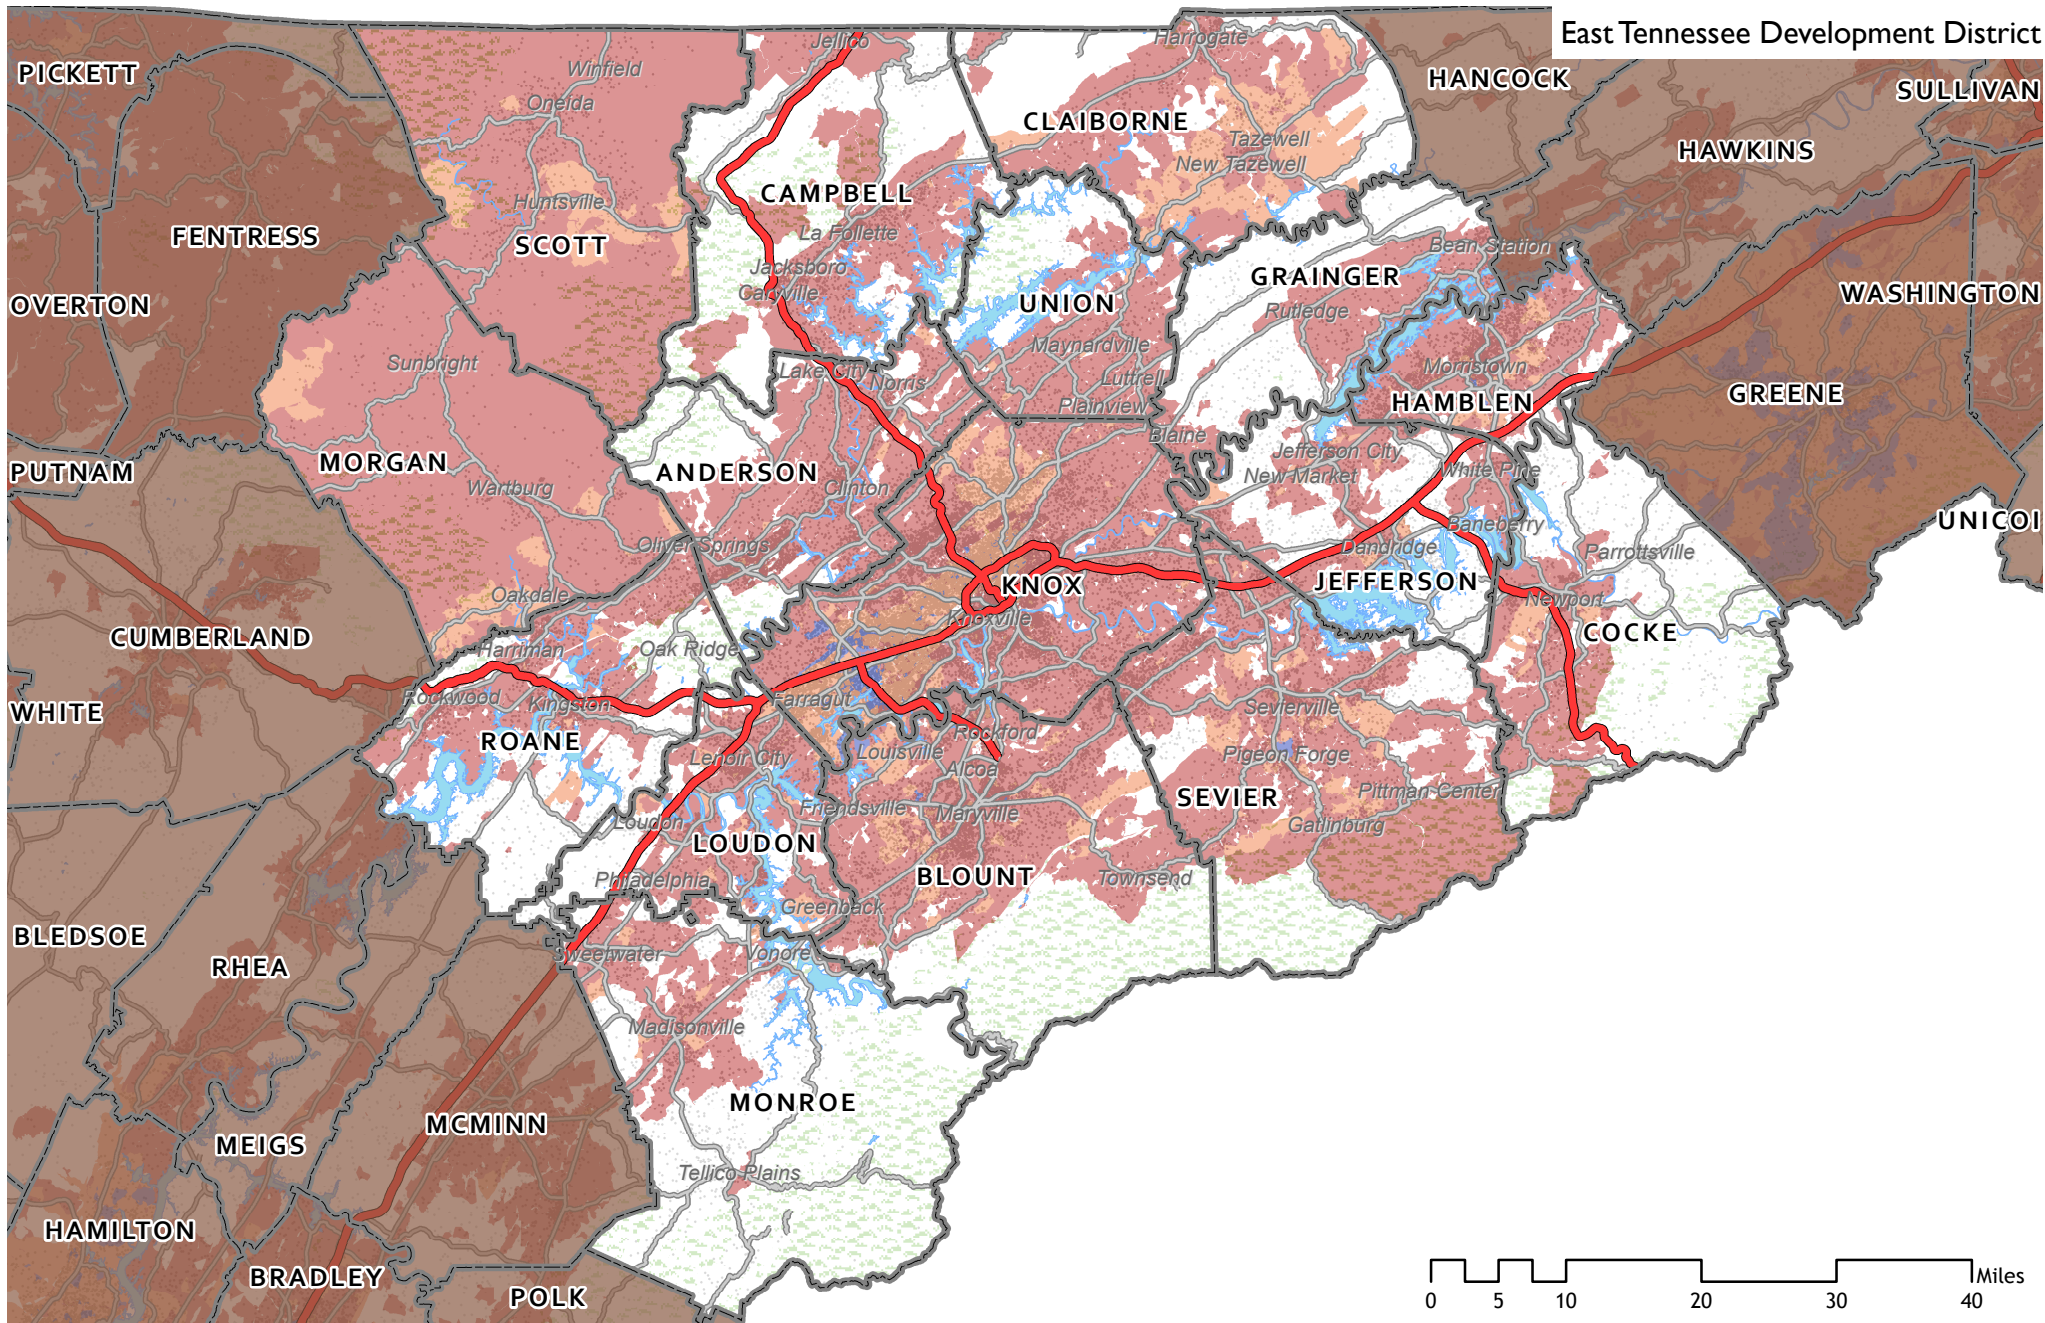 East Tennessee Development District
PICKETT
Jellico
Harrogate
Winfield
HANCOCK
SULLIVAN
Oneida
CLAIBORNE
Tazewell
HAWKINS
New Tazewell
CAMPBELL
Huntsville
FENTRESS
SCOTT
La Follette
Bean Station
Jacksboro
GRAINGER
Caryville
OVERTON
UNION
WASHINGTON
Rutledge
Maynardville
Sunbright
Lake City
Norris
Luttrell
Morristown
GREENE
Plainview
HAMBLEN
Blaine
Jefferson City
MORGAN
PUTNAM
ANDERSON
New Market
White Pine
Wartburg
Clinton
UNICOI
Baneberry
Oliver Springs
Dandridge
Parrottsville
KNOX
JEFFERSON
Oakdale
Newport
Knoxville
CUMBERLAND
COCKE
Harriman
Oak Ridge
Rockwood
Kingston
Farragut
Sevierville
WHITE
ROANE
Rockford
Louisville
Pigeon Forge
Lenoir City
Alcoa
SEVIER
Pittman Center
Friendsville
Maryville
Loudon
Gatlinburg
LOUDON
Philadelphia
BLOUNT
Townsend
Greenback
BLEDSOE
Sweetwater
Vonore
RHEA
Madisonville
MONROE
MCMINN
MEIGS
Tellico Plains
HAMILTON
BRADLEY
POLK
Miles
0 5 10 20 30 40